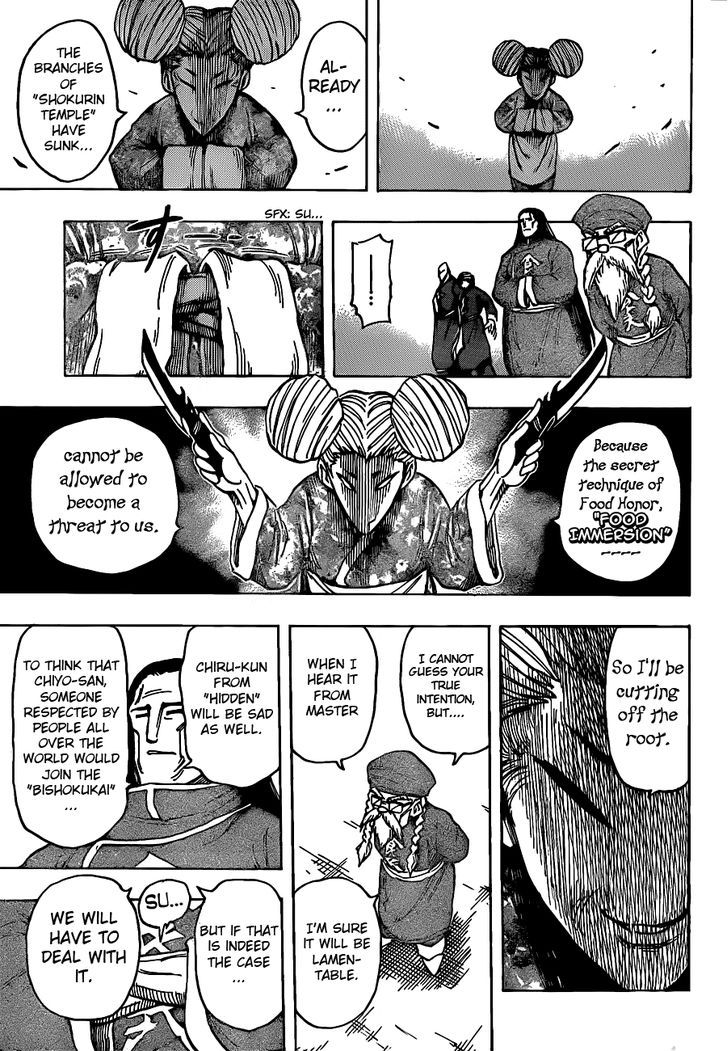 AL-
READY
...
THE
BRANCHES
OF
"SHOKURIN
TEMPLE"
HAVE
SUNK...
...!
SFX: SU...
す
Because
the secret
technique of
Food Honor,
"FOOD
IMMERSION"
----
cannot be
allowed to
become a
threat to us.
So I'll be
cutting
off the
root.
I CANNOT
GUESS YOUR
TRUE
INTENTION,
BUT....
WHEN I
HEAR IT
FROM
MASTER
I'M SURE
IT WILL BE
LAMEN-
TABLE.
CHIRU-KUN
FROM
"HIDDEN"
WILL BE SAD
AS WELL.
TO THINK THAT
CHIYO-SAN,
SOMEONE
RESPECTED BY
PEOPLE ALL
OVER THE
WORLD WOULD
JOIN THE
"BISHOKUKAI"
...
BUT IF THAT
IS INDEED
THE CASE
...
SU...
WE WILL
HAVE TO
DEAL WITH
IT.